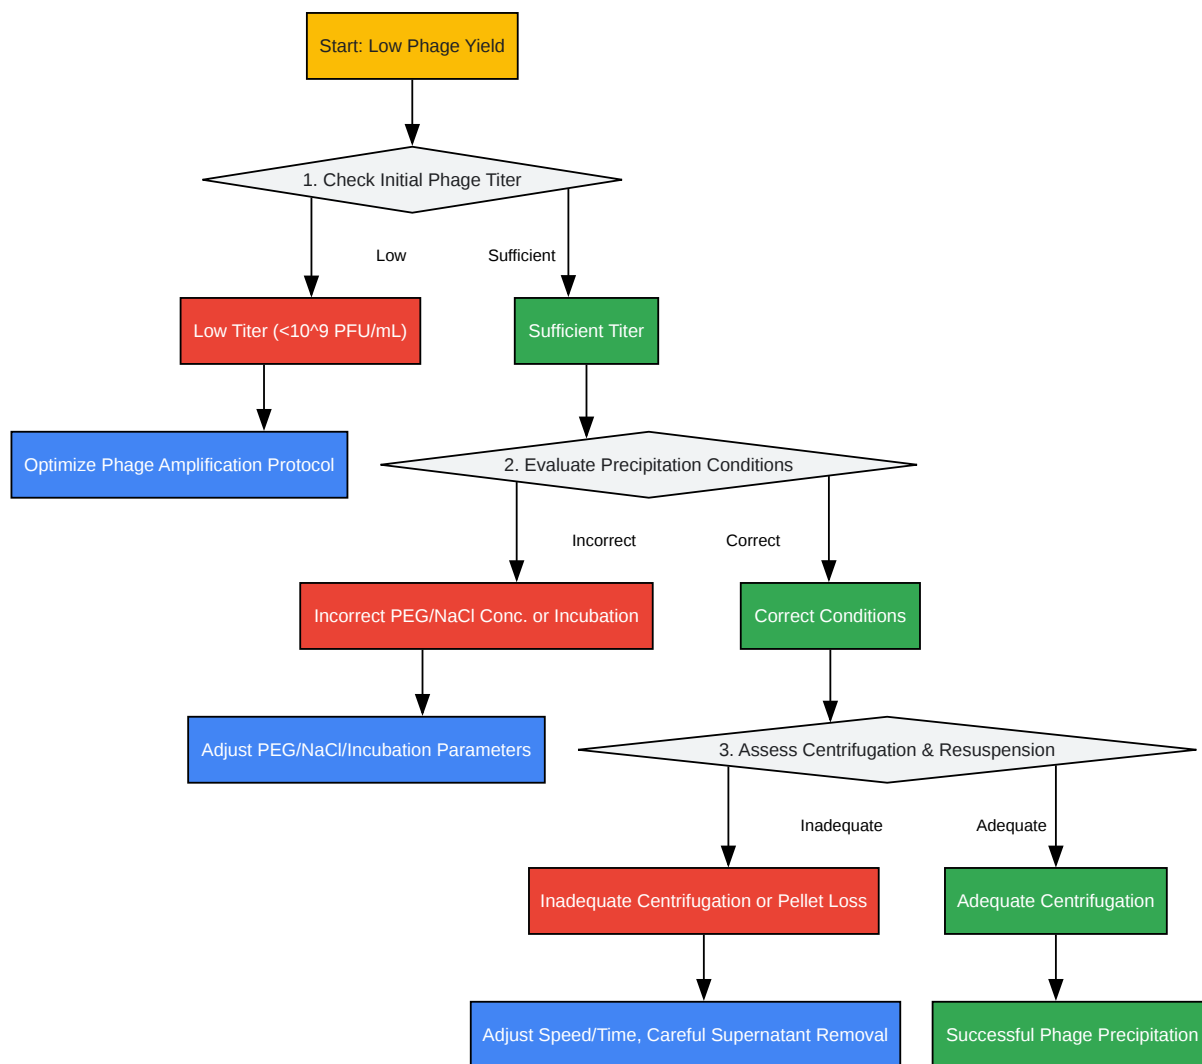 Start: Low Phage Yield
1. Check Initial Phage Titer
Low
Sufficient
Low Titer (<10^9 PFU/mL)
Sufficient Titer
Optimize Phage Amplification Protocol
2. Evaluate Precipitation Conditions
Incorrect
Correct
Incorrect PEG/NaCl Conc. or Incubation
Correct Conditions
Adjust PEG/NaCl/Incubation Parameters
3. Assess Centrifugation & Resuspension
Inadequate
Adequate
Inadequate Centrifugation or Pellet Loss
Adequate Centrifugation
Adjust Speed/Time, Careful Supernatant Removal
Successful Phage Precipitation